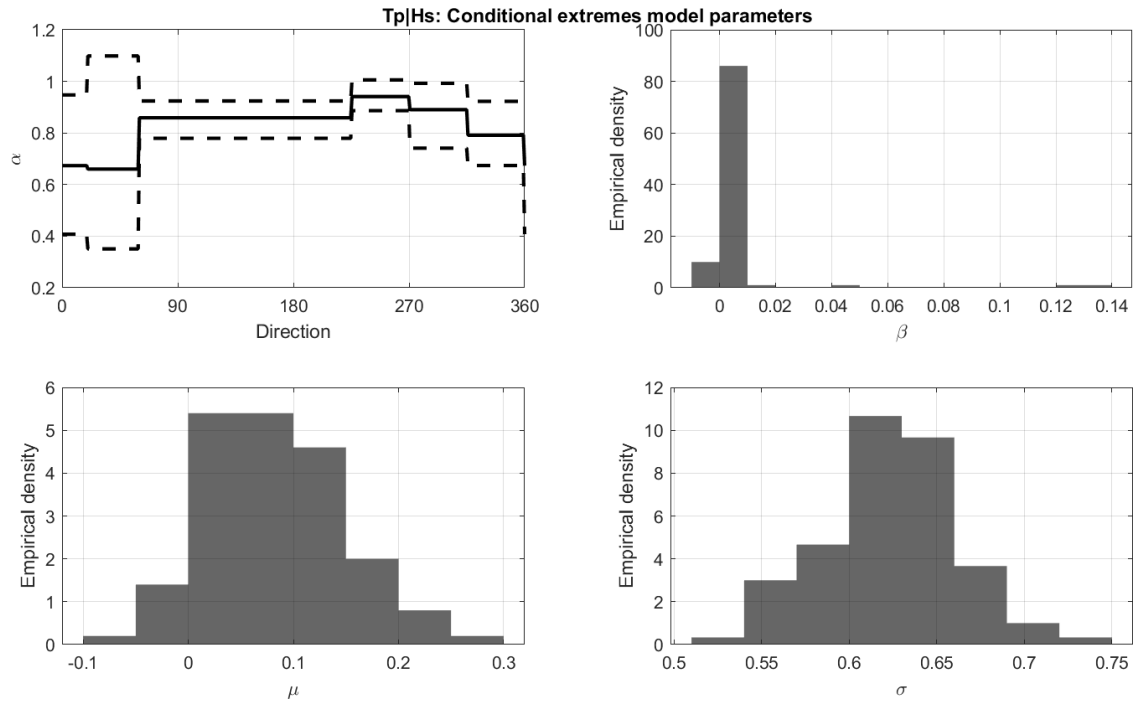 Tp|Hs: Conditional extremes model parameters
1.2
1
0.8
0.6
0.4
0.2
α
0 90 180 270 360
Direction
100
80
60
40
20
0
Empirical density
0 0.02 0.04 0.06 0.08 0.1 0.12 0.14
β
6
5
4
3
2
1
0
Empirical density
-0.1 0 0.1 0.2 0.3
μ
12
10
8
6
4
2
0
Empirical density
0.5 0.55 0.6 0.65 0.7 0.75
σ